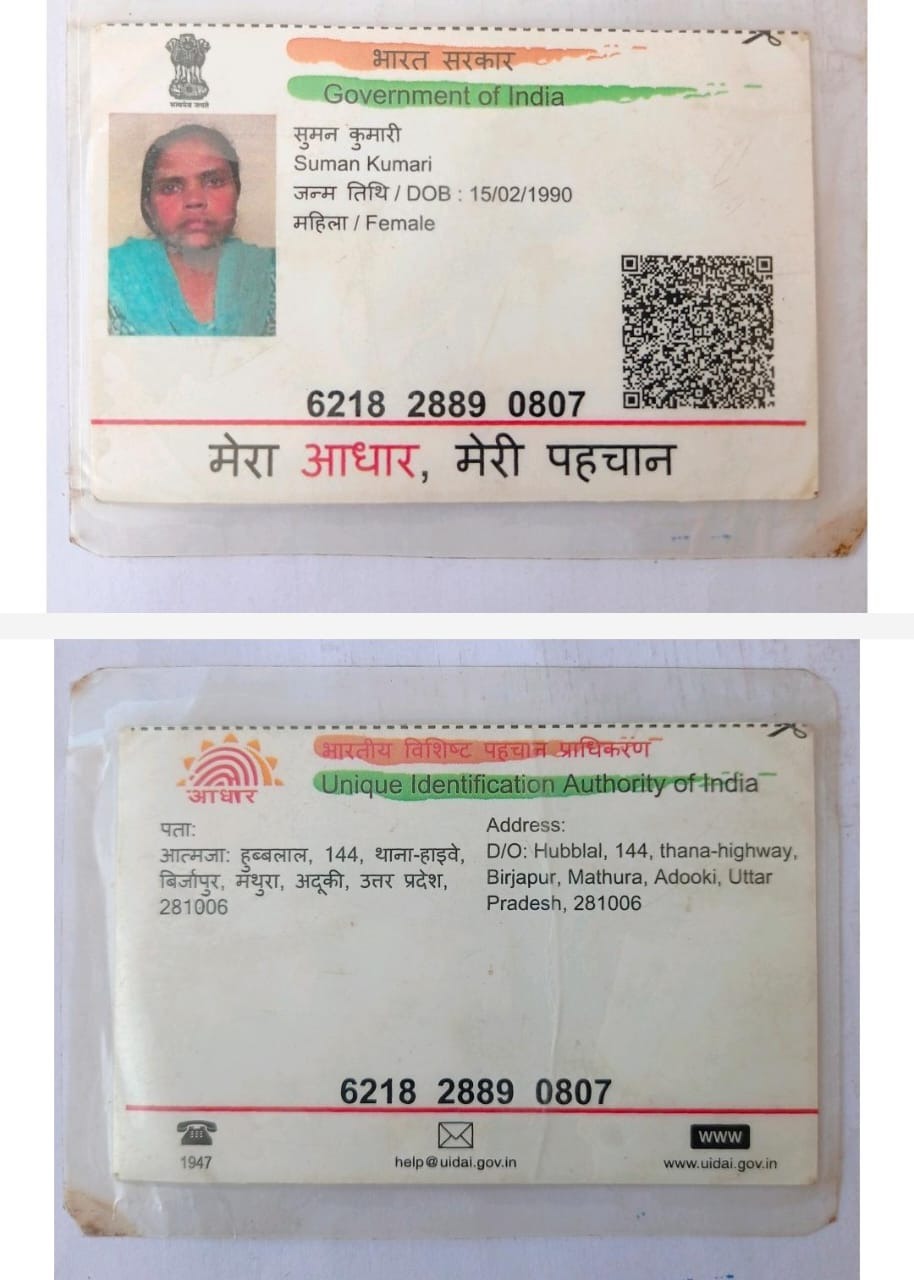 भारत सरकार
Government of India
सत्यमेव जयते
सुमन कुमारी
Suman Kumari
जन्म तिथि / DOB : 15/02/1990
महिला / Female
6218 2889 0807
मेरा आधार, मेरी पहचान
भारतीय विशिष्ट पहचान प्राधिकरण
Unique Identification Authority of India
आधार
पता:
आत्मजा: हुब्बलाल, 144, थाना-हाइवे,
बिर्जापुर, मथुरा, अदूकी, उत्तर प्रदेश,
281006
Address:
D/O: Hubblal, 144, thana-highway,
Birjapur, Mathura, Adooki, Uttar
Pradesh, 281006
6218 2889 0807
1947
help@uidai.gov.in
WWW
www.uidai.gov.in